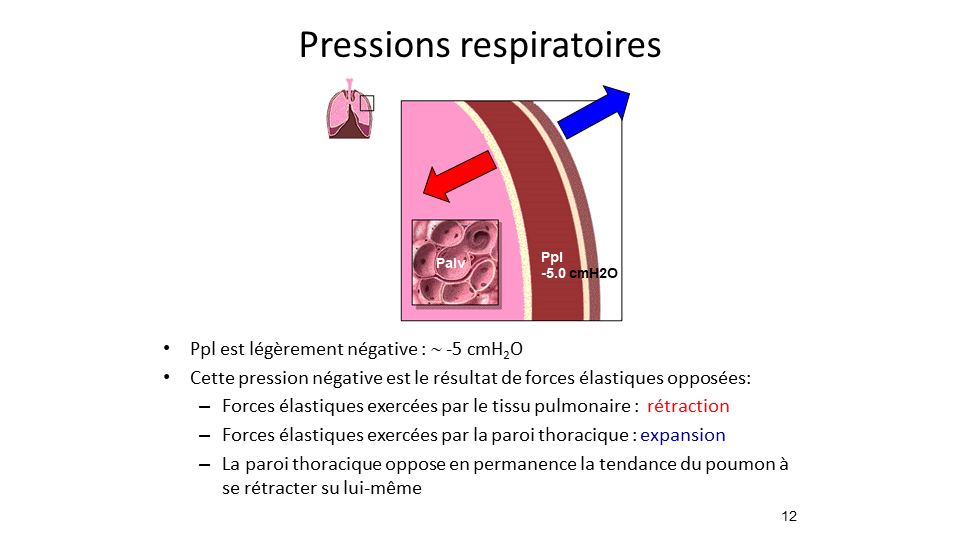 Pressions respiratoires
Palv
Ppl
-5.0 cmH2O
• Ppl est légèrement négative : ~ -5 cmH₂O
• Cette pression négative est le résultat de forces élastiques opposées:
– Forces élastiques exercées par le tissu pulmonaire : rétraction
– Forces élastiques exercées par la paroi thoracique : expansion
– La paroi thoracique oppose en permanence la tendance du poumon à
se rétracter su lui-même
12